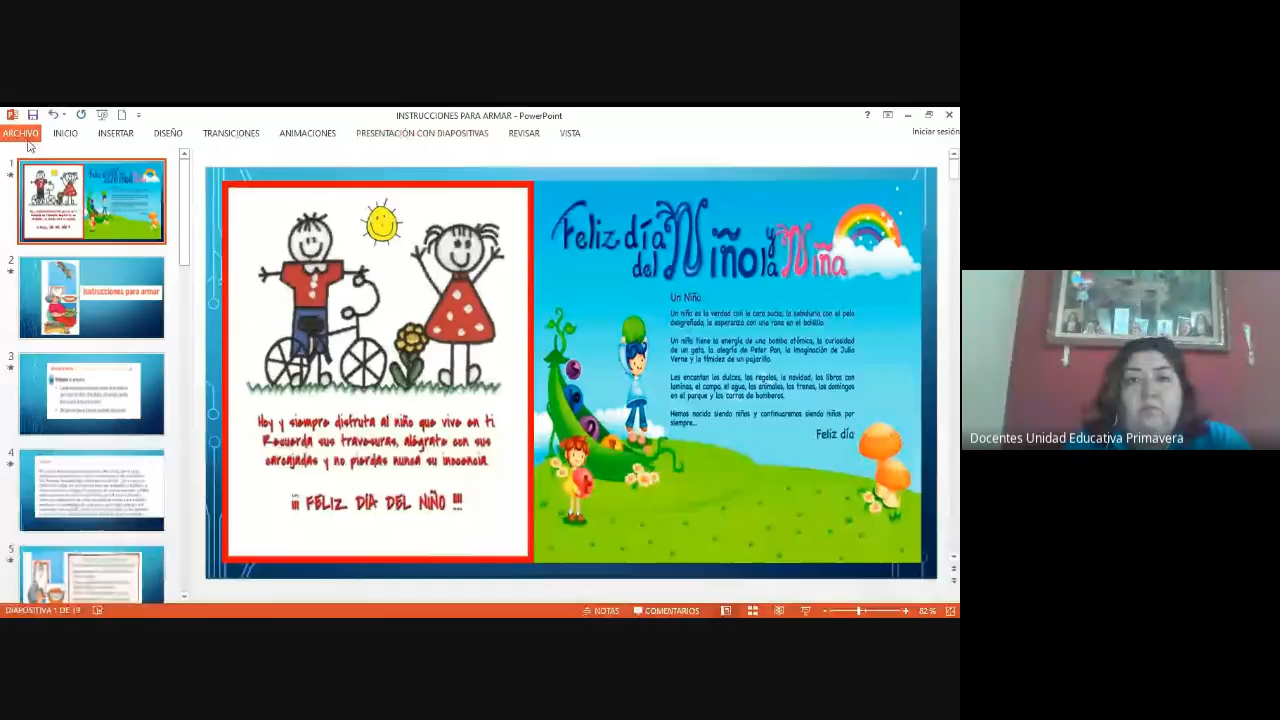 INSTRUCCIONES PARA ARMAR - PowerPoint
ARCHIVO INICIO INSERTAR DISEÑO TRANSICIONES ANIMACIONES PRESENTACIÓN CON DIAPOSITIVAS REVISAR VISTA
Iniciar sesión
1
2
Instrucciones para armar
3
4
5
Hoy y siempre disfruta al niño que vive en ti
Recuerda sus travesuras, alégrate con sus
carcajadas y no pierdas nunca su inocencia
¡¡¡ FELIZ DIA DEL NIÑO !!!
Feliz día
del Niño y la Niña
Un Niño
Un niño es la verdad con la cara sucia, la sabiduría con el pelo
desgreñado, la esperanza con una rana en el bolsillo.
Un niño tiene la energía de una bomba atómica, la curiosidad
de un gato, la alegría de Peter Pan, la imaginación de Julio
Verne y la timidez de un pajarillo.
Les encantan los dulces, los regalos, la navidad, los libros con
laminas, el campo, el agua, los animales, los trenes, los domingos
en el parque y los carros de bomberos.
Hemos nacido siendo niños y continuaremos siendo niños por
siempre...
Feliz día
DIAPOSITIVA 1 DE 19
NOTAS COMENTARIOS 82 %
Docentes Unidad Educativa Primavera